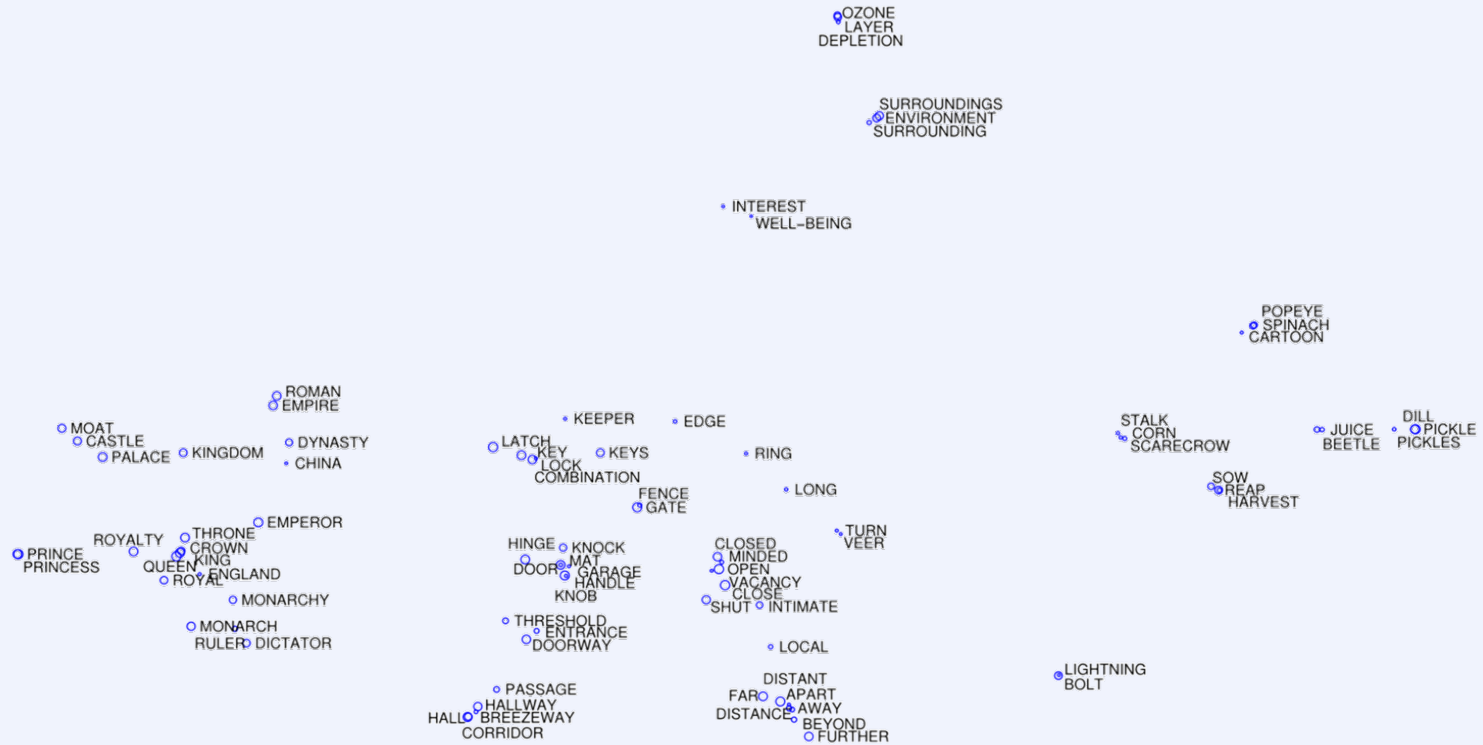 OZONE
LAYER
DEPLETION
SURROUNDINGS
ENVIRONMENT
SURROUNDING
INTEREST
WELL-BEING
POPEYE
SPINACH
CARTOON
ROMAN
EMPIRE
MOAT
CASTLE
PALACE
KINGDOM
DYNASTY
CHINA
KEEPER
EDGE
LATCH
KEY
LOCK
COMBINATION
KEYS
RING
LONG
FENCE
GATE
STALK
CORN
SCARECROW
JUICE
BEETLE
DILL
PICKLE
PICKLES
SOW
REAP
HARVEST
EMPEROR
THRONE
ROYALTY
CROWN
KING
QUEEN
ENGLAND
ROYAL
PRINCE
PRINCESS
MONARCHY
MONARCH
RULER
DICTATOR
HINGE
KNOCK
MAT
DOOR
GARAGE
HANDLE
KNOB
TURN
VEER
CLOSED
MINDED
OPEN
VACANCY
CLOSE
SHUT
INTIMATE
THRESHOLD
ENTRANCE
DOORWAY
LOCAL
PASSAGE
HALLWAY
HALL
BREEZEWAY
CORRIDOR
DISTANT
FAR
APART
AWAY
DISTANCE
BEYOND
FURTHER
LIGHTNING
BOLT